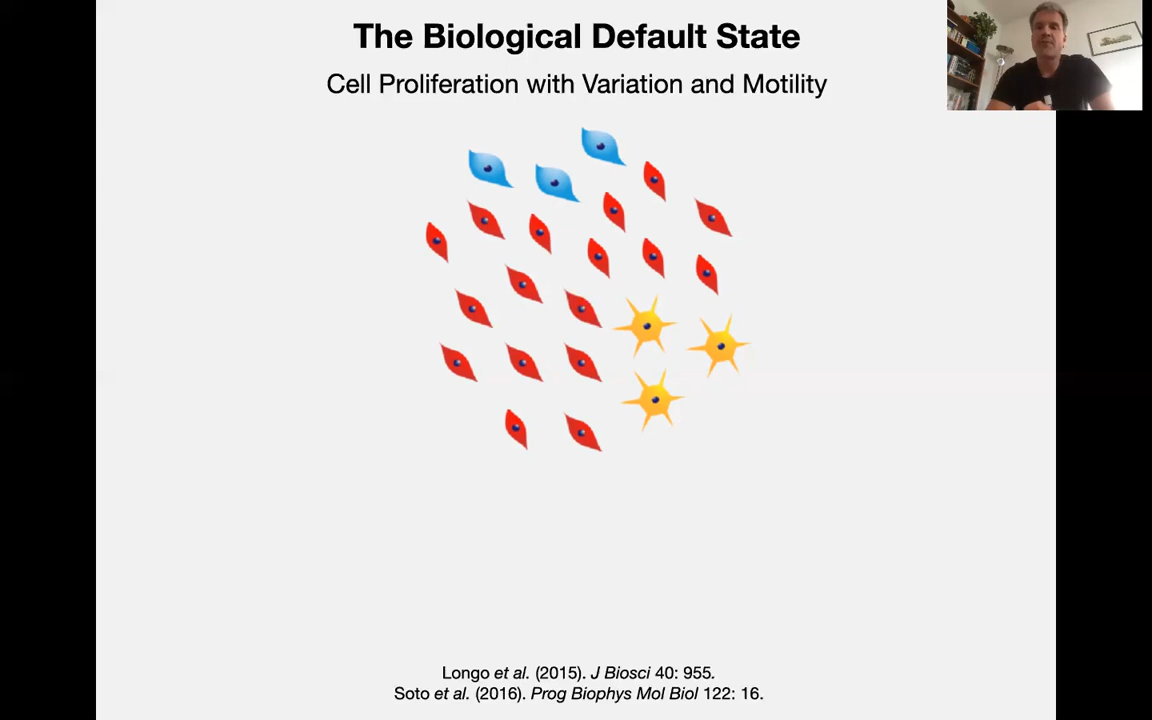 The Biological Default State
Cell Proliferation with Variation and Motility
Longo et al. (2015). J Biosci 40: 955.
Soto et al. (2016). Prog Biophys Mol Biol 122: 16.